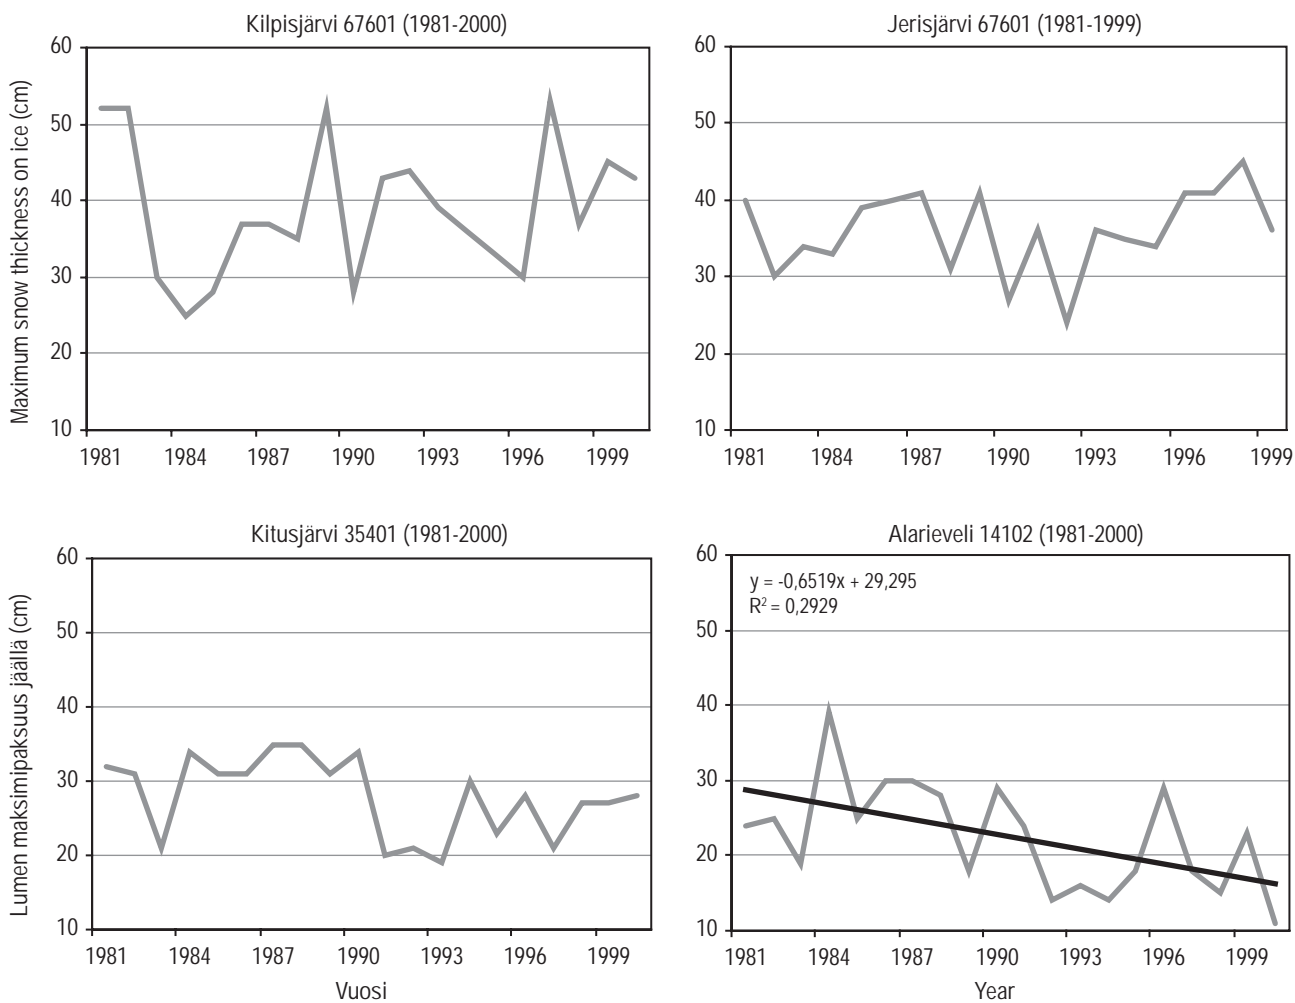 Kilpisjärvi 67601 (1981-2000)
Maximum snow thickness on ice (cm)
60
50
40
30
20
10
1981 1984 1987 1990 1993 1996 1999
Jerisjärvi 67601 (1981-1999)
60
50
40
30
20
10
1981 1984 1987 1990 1993 1996 1999
Kitusjärvi 35401 (1981-2000)
Lumen maksimipaksuus jäällä (cm)
60
50
40
30
20
10
1981 1984 1987 1990 1993 1996 1999
Vuosi
Alarieveli 14102 (1981-2000)
y = -0,6519x + 29,295
R² = 0,2929
60
50
40
30
20
10
1981 1984 1987 1990 1993 1996 1999
Year